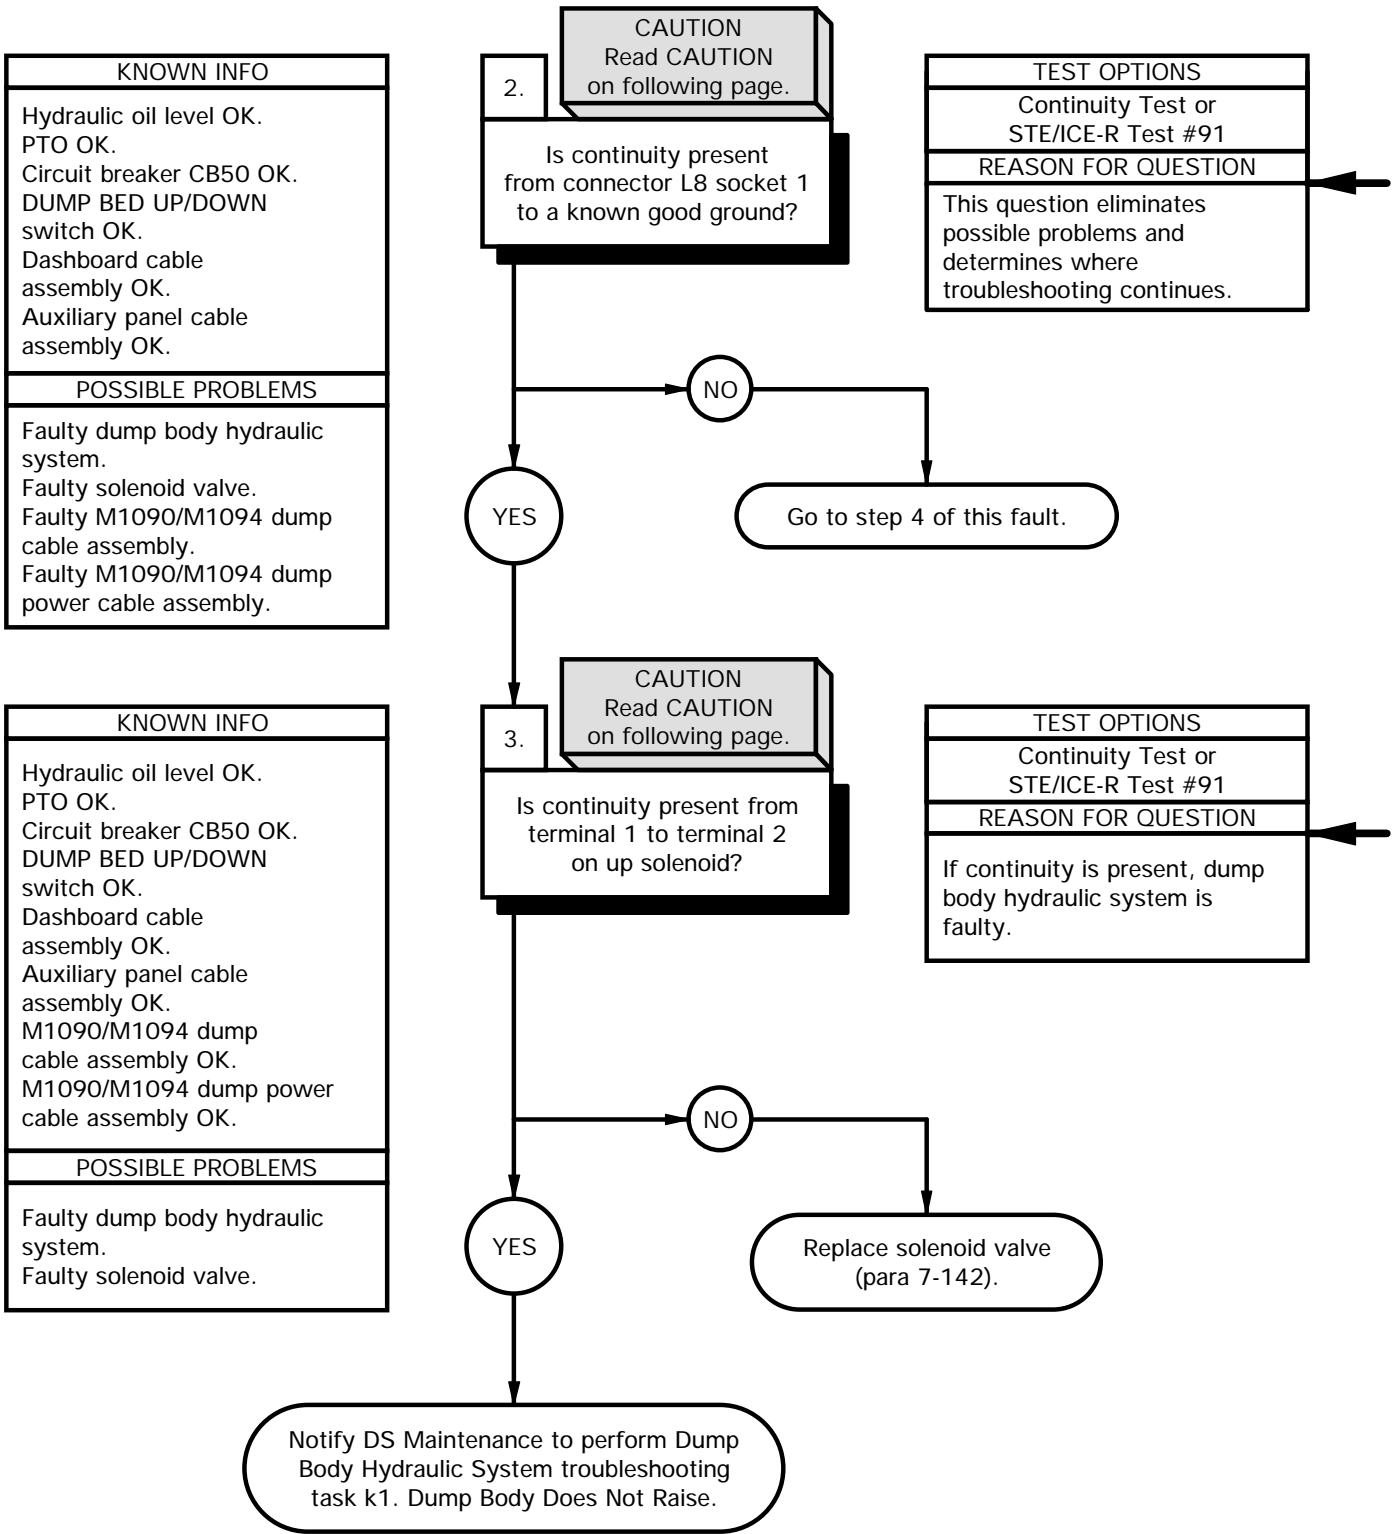 KNOWN INFO
Hydraulic oil level OK.
PTO OK.
Circuit breaker CB50 OK.
DUMP BED UP/DOWN
switch OK.
Dashboard cable
assembly OK.
Auxiliary panel cable
assembly OK.
POSSIBLE PROBLEMS
Faulty dump body hydraulic
system.
Faulty solenoid valve.
Faulty M1090/M1094 dump
cable assembly.
Faulty M1090/M1094 dump
power cable assembly.
2.
CAUTION
Read CAUTION
on following page.
Is continuity present
from connector L8 socket 1
to a known good ground?
TEST OPTIONS
Continuity Test or
STE/ICE-R Test #91
REASON FOR QUESTION
This question eliminates
possible problems and
determines where
troubleshooting continues.
NO
YES
Go to step 4 of this fault.
KNOWN INFO
Hydraulic oil level OK.
PTO OK.
Circuit breaker CB50 OK.
DUMP BED UP/DOWN
switch OK.
Dashboard cable
assembly OK.
Auxiliary panel cable
assembly OK.
M1090/M1094 dump
cable assembly OK.
M1090/M1094 dump power
cable assembly OK.
POSSIBLE PROBLEMS
Faulty dump body hydraulic
system.
Faulty solenoid valve.
3.
CAUTION
Read CAUTION
on following page.
Is continuity present from
terminal 1 to terminal 2
on up solenoid?
TEST OPTIONS
Continuity Test or
STE/ICE-R Test #91
REASON FOR QUESTION
If continuity is present, dump
body hydraulic system is
faulty.
NO
YES
Replace solenoid valve
(para 7-142).
Notify DS Maintenance to perform Dump
Body Hydraulic System troubleshooting
task k1. Dump Body Does Not Raise.